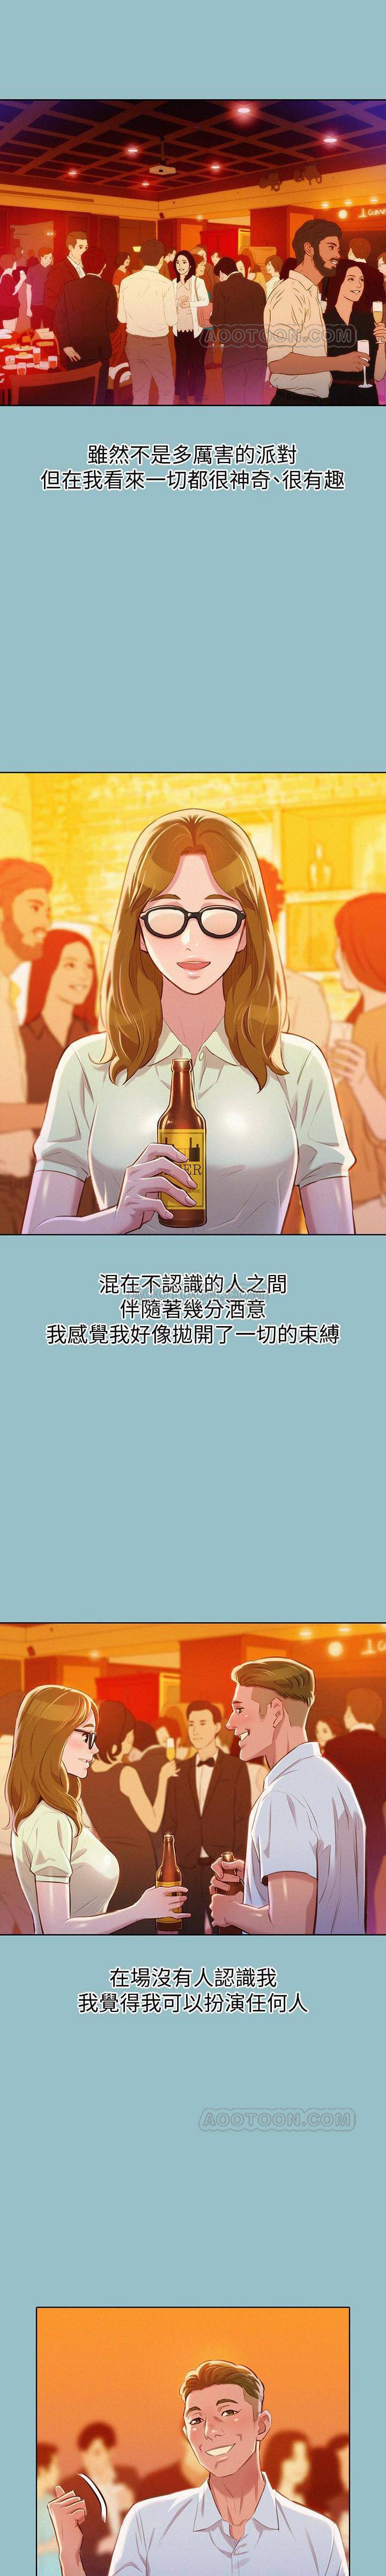 AOOTOON.COM
雖然不是多厲害的派對
但在我看來一切都很神奇、很有趣
BEER
混在不認識的人之間
伴隨著幾分酒意
我感覺我好像拋開了一切的束縛
在場沒有人認識我
我覺得我可以扮演任何人
AOOTOON.COM